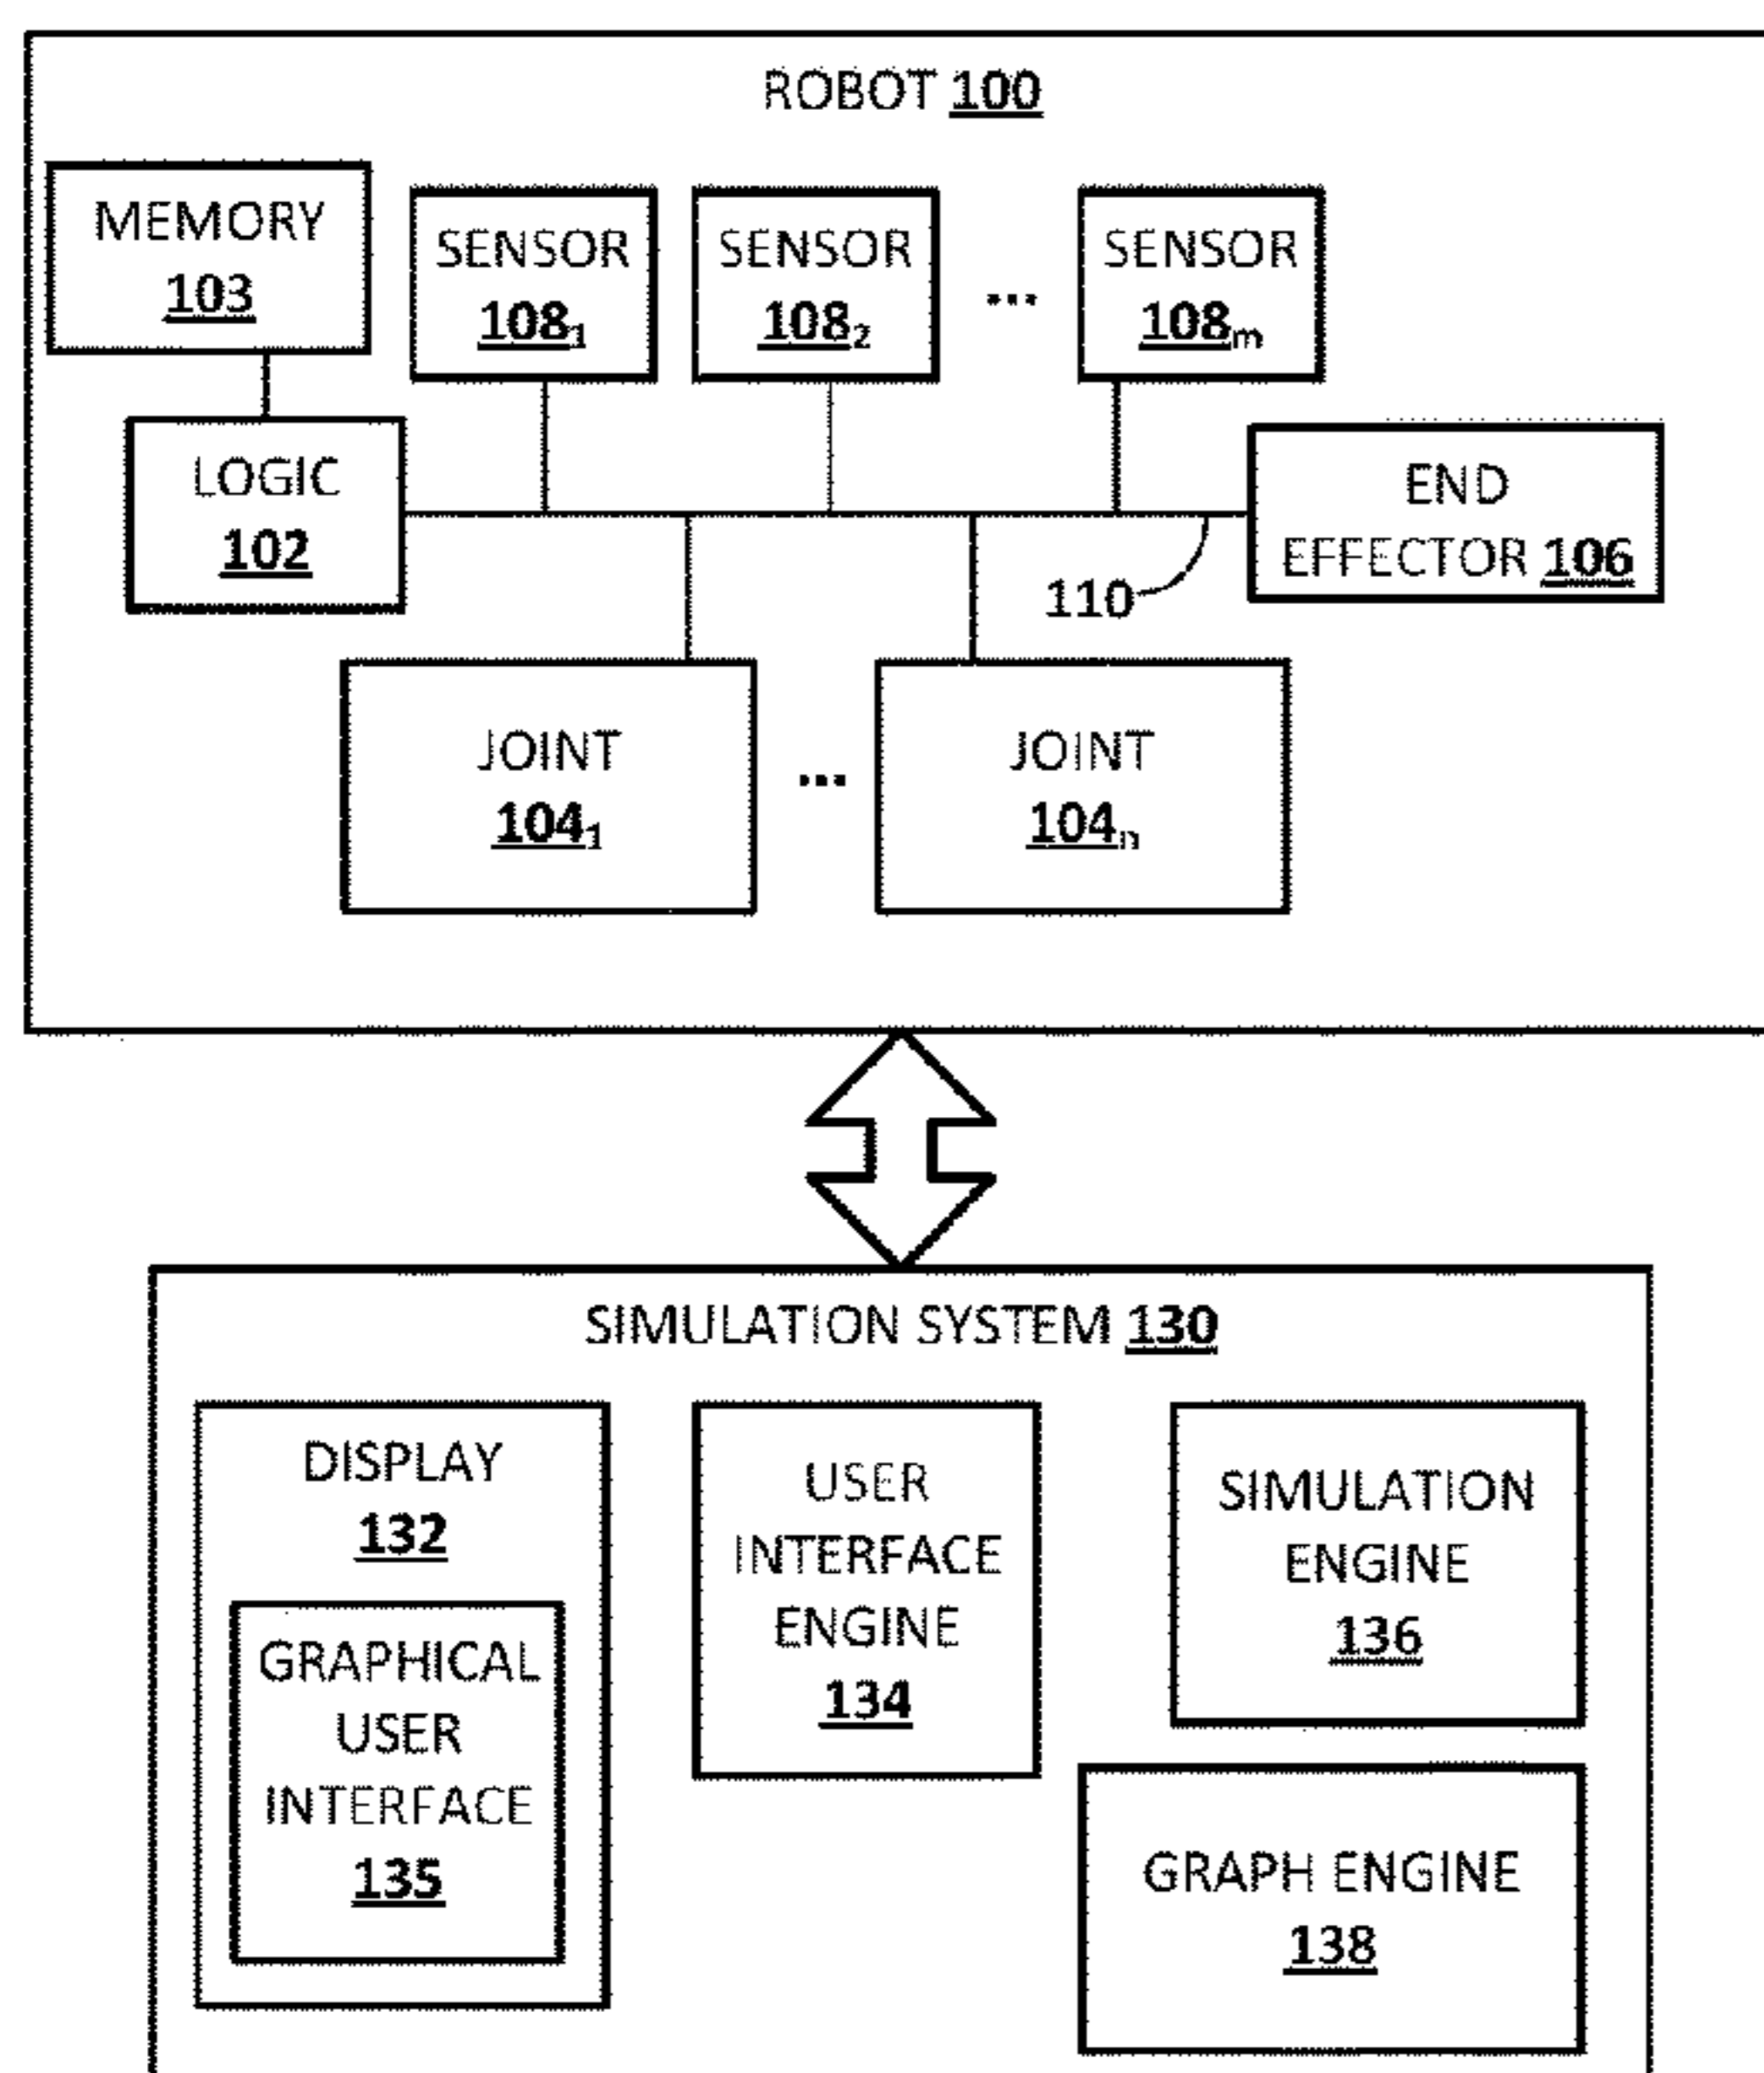 ROBOT 100
MEMORY
103
SENSOR
108₁
SENSOR
108₂
...
SENSOR
108ₘ
LOGIC
102
END
EFFECTOR 106
110
JOINT
104₁
...
JOINT
104ₙ
SIMULATION SYSTEM 130
DISPLAY
132
GRAPHICAL
USER
INTERFACE
135
USER
INTERFACE
ENGINE
134
SIMULATION
ENGINE
136
GRAPH ENGINE
138